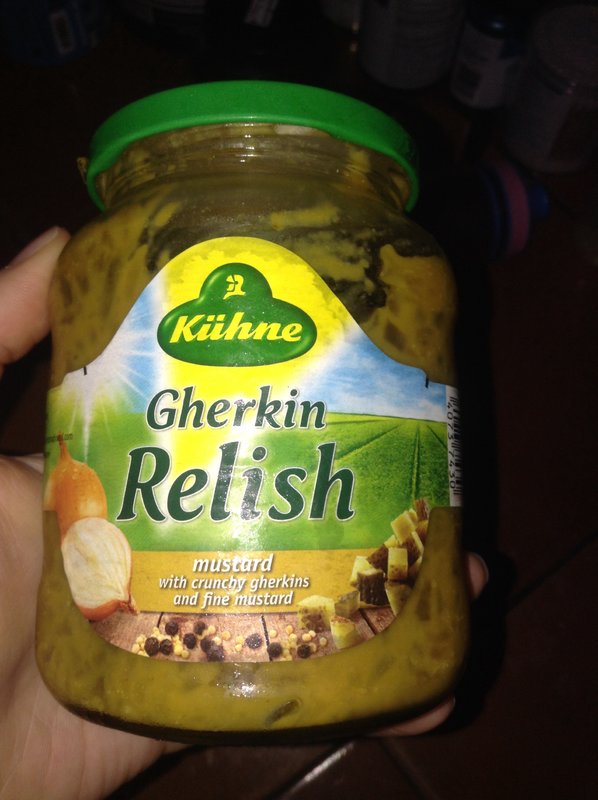 Kühne
Gherkin
Relish
mustard
with crunchy gherkins
and fine mustard